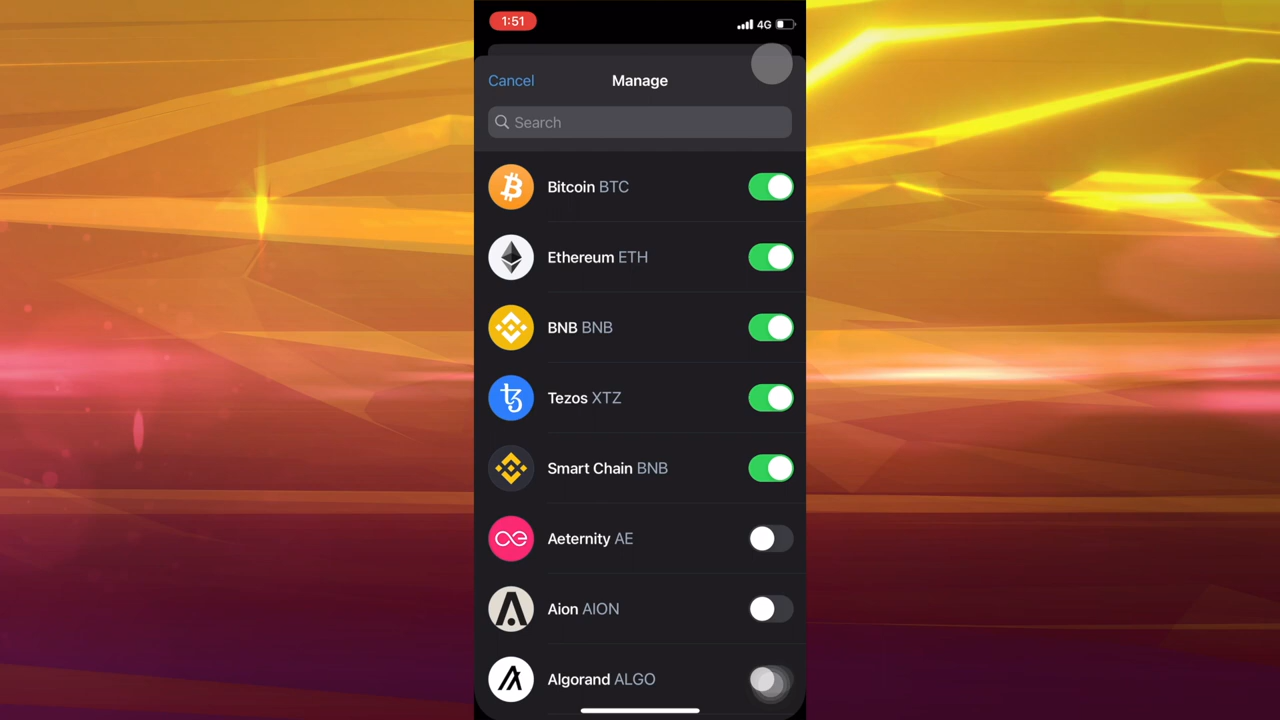 1:51
4G
Cancel
Manage
Search
Bitcoin BTC
Ethereum ETH
BNB BNB
Tezos XTZ
Smart Chain BNB
Aeternity AE
Aion AION
Algorand ALGO